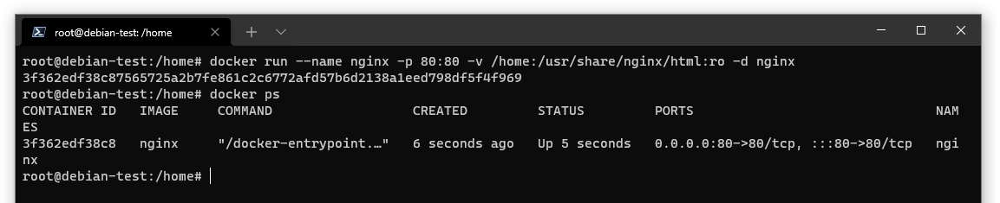 root@debian-test: /home
root@debian-test:/home# docker run --name nginx -p 80:80 -v /home:/usr/share/nginx/html:ro -d nginx
3f362edf38c87565725a2b7fe861c2c6772afd57b6d2138a1eed798df5f4f969
root@debian-test:/home# docker ps
CONTAINER ID   IMAGE     COMMAND                  CREATED         STATUS         PORTS                               NAM
ES
3f362edf38c8   nginx     "/docker-entrypoint.…"   6 seconds ago   Up 5 seconds   0.0.0.0:80->80/tcp, :::80->80/tcp   ngi
nx
root@debian-test:/home#